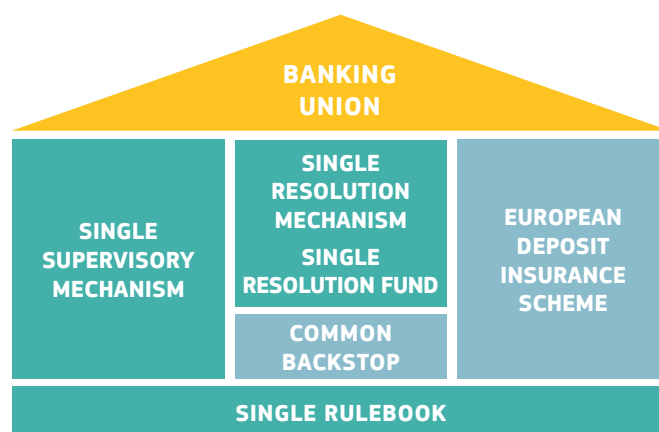 BANKING
UNION
SINGLE
SUPERVISORY
MECHANISM
SINGLE
RESOLUTION
MECHANISM
SINGLE
RESOLUTION FUND
COMMON
BACKSTOP
EUROPEAN
DEPOSIT
INSURANCE
SCHEME
SINGLE RULEBOOK